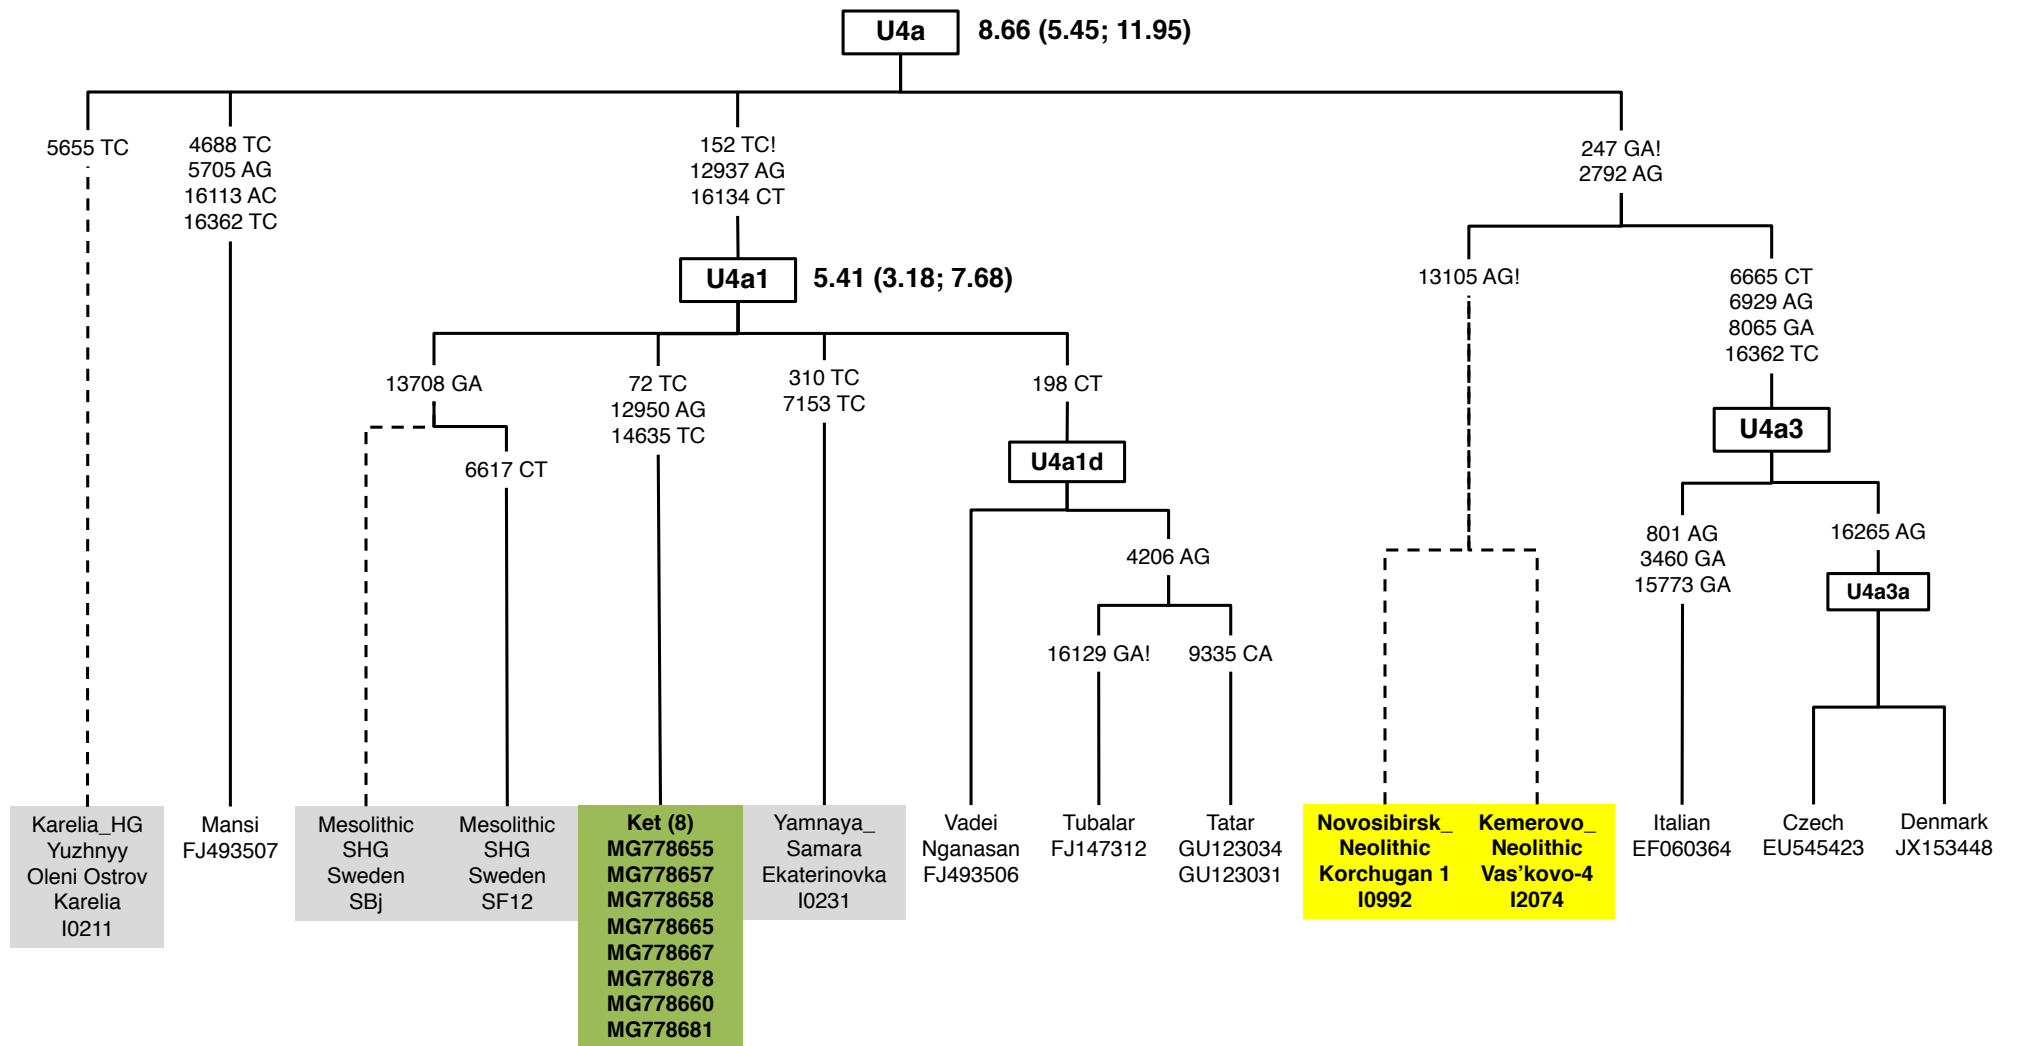 U4a
8.66 (5.45; 11.95)
5655 TC
4688 TC
5705 AG
16113 AC
16362 TC
152 TC!
12937 AG
16134 CT
247 GA!
2792 AG
U4a1
5.41 (3.18; 7.68)
13105 AG!
6665 CT
6929 AG
8065 GA
16362 TC
13708 GA
72 TC
12950 AG
14635 TC
310 TC
7153 TC
198 CT
U4a3
6617 CT
U4a1d
801 AG
3460 GA
15773 GA
16265 AG
4206 AG
U4a3a
16129 GA!
9335 CA
Karelia_HG
Yuzhnyy
Oleni Ostrov
Karelia
I0211
Mansi
FJ493507
Mesolithic
SHG
Sweden
SBj
Mesolithic
SHG
Sweden
SF12
Ket (8)
MG778655
MG778657
MG778658
MG778665
MG778667
MG778678
MG778660
MG778681
Yamnaya_
Samara
Ekaterinovka
I0231
Vadei
Nganasan
FJ493506
Tubalar
FJ147312
Tatar
GU123034
GU123031
Novosibirsk_
Neolithic
Korchugan 1
I0992
Kemerovo_
Neolithic
Vas’kovo-4
I2074
Italian
EF060364
Czech
EU545423
Denmark
JX153448